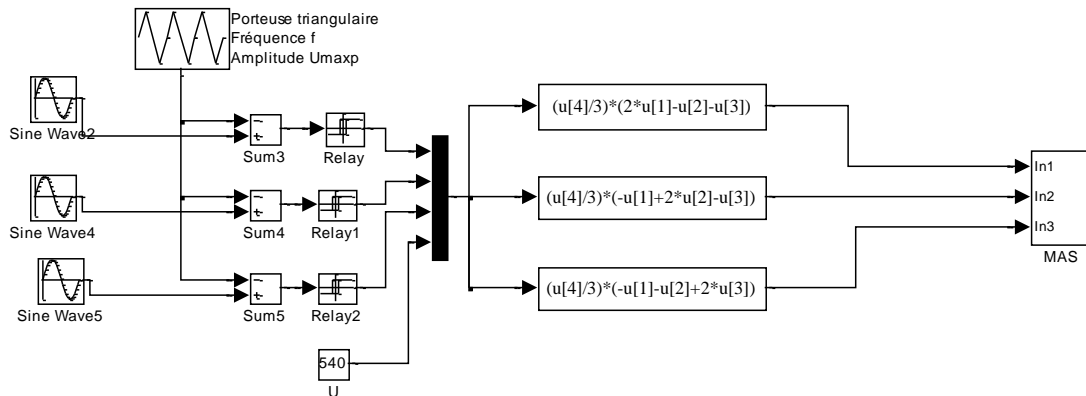 Porteuse triangulaire
Fréquence f
Amplitude Umaxp
Sine Wave2
Sum3
Relay
(u[4]/3)*(2*u[1]-u[2]-u[3])
In1
Sine Wave4
Sum4
Relay1
(u[4]/3)*(-u[1]+2*u[2]-u[3])
In2
In3
MAS
Sine Wave5
Sum5
Relay2
(u[4]/3)*(-u[1]-u[2]+2*u[3])
540
U